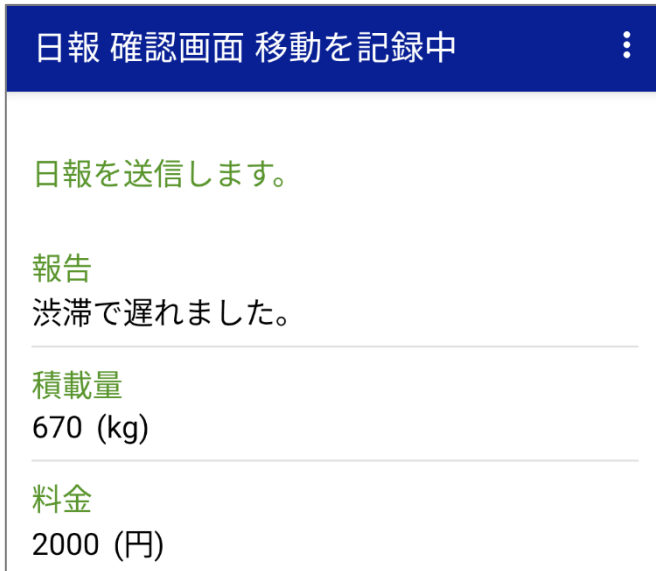 日報 確認画面 移動を記録中
日報を送信します。
報告
渋滞で遅れました。
積載量
670 (kg)
料金
2000 (円)